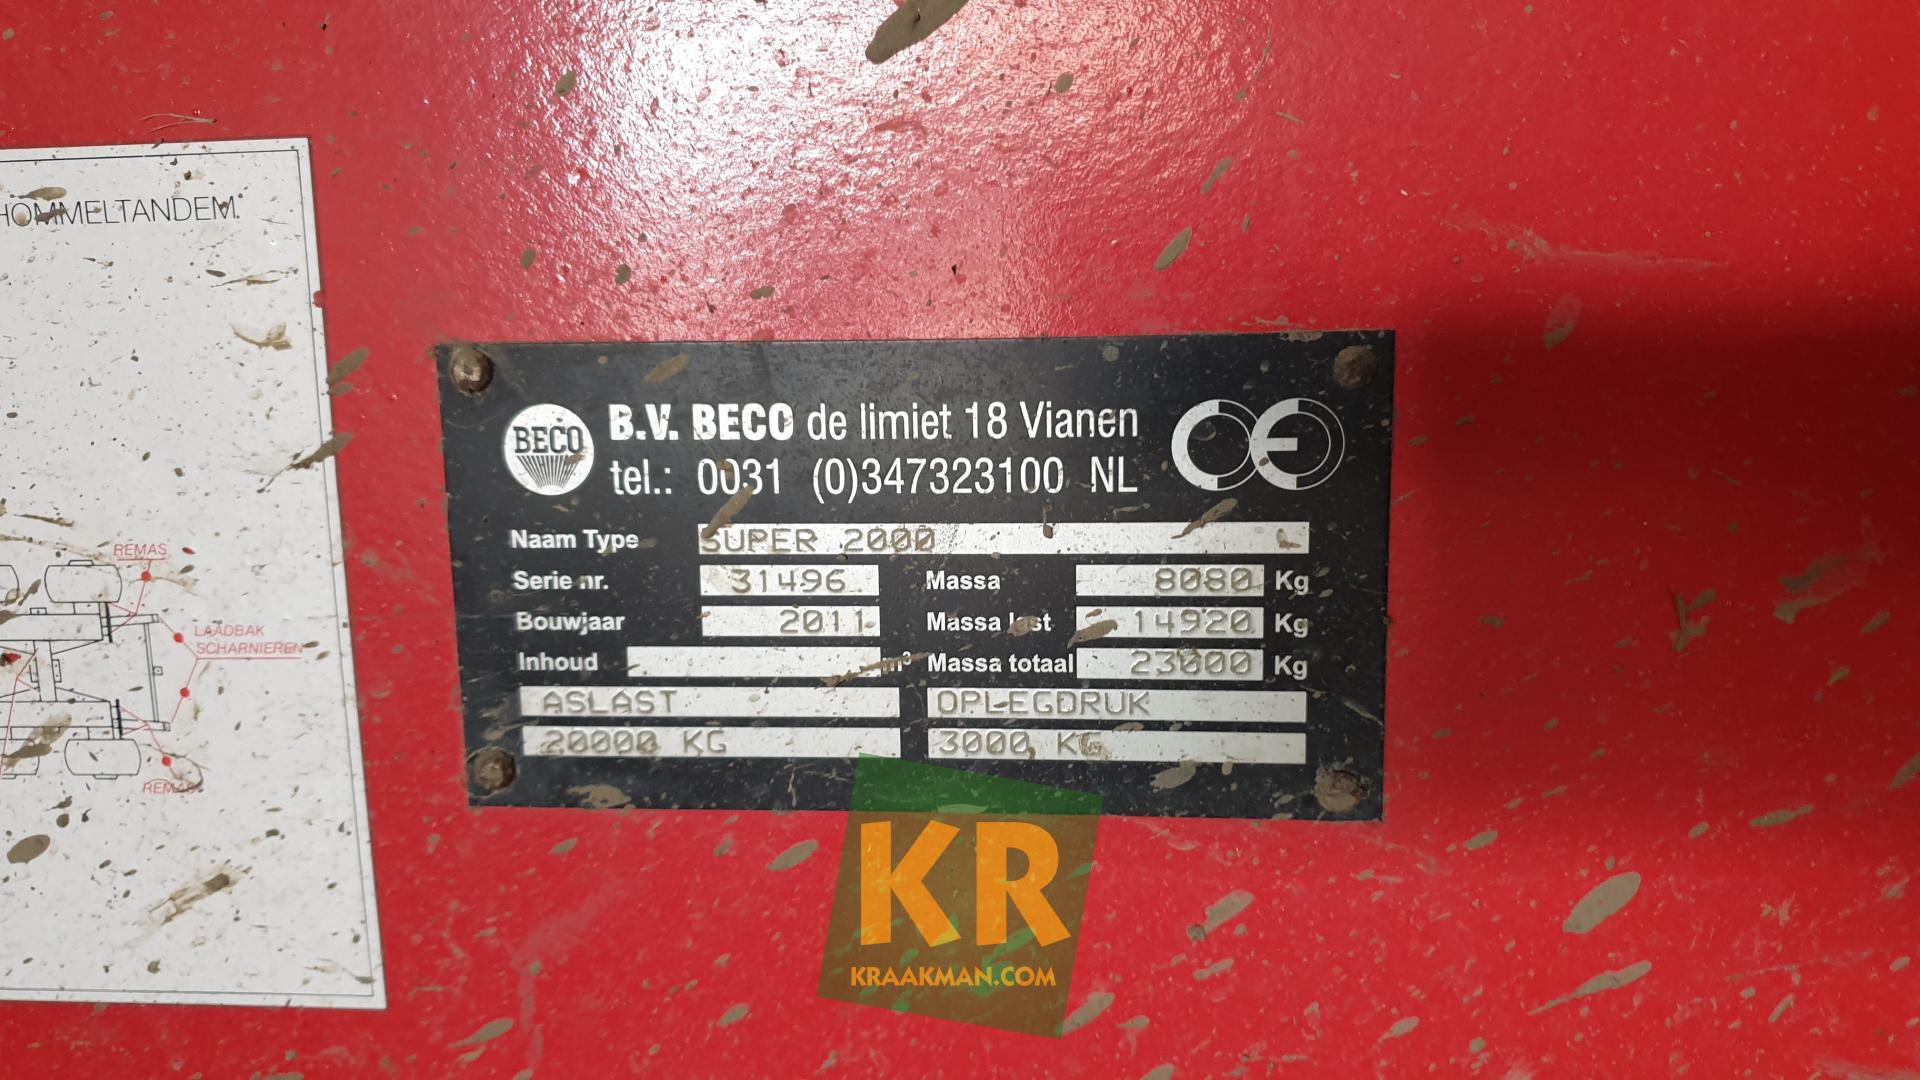 HOMMELTANDEM.
REMAS
LAADBAK
SCHARNIEREN
REMAS
BECO
B.V. BECO de limiet 18 Vianen
tel.: 0031 (0)347323100 NL
CE
Naam Type SUPER 2000 L
Serie nr. 31496 Massa 8080 Kg
Bouwjaar 2011 Massa last 14920 Kg
Inhoud m³ Massa totaal 23000 Kg
ASLAST OPLEGDRUK
20000 KG 3000 KG
KR
KRAAKMAN.COM